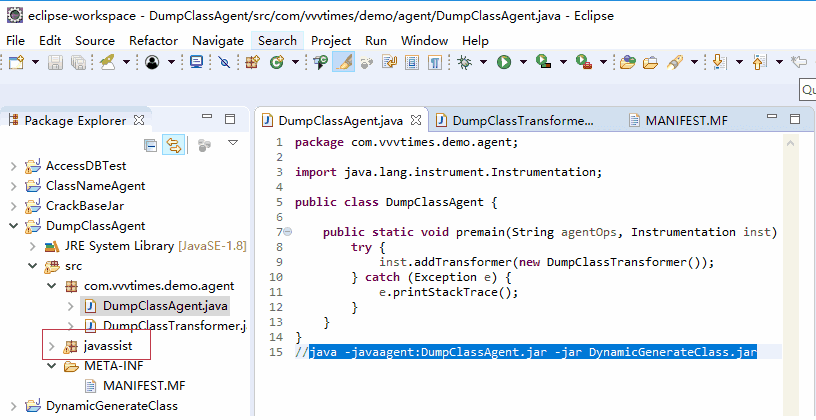 eclipse-workspace - DumpClassAgent/src/com/vvvtimes/demo/agent/DumpClassAgent.java - Eclipse
File Edit Source Refactor Navigate Search Project Run Window Help
Qu
Package Explorer
DumpClassAgent.java DumpClassTransforme... MANIFEST.MF
AccessDBTest
ClassNameAgent
CrackBaseJar
DumpClassAgent
JRE System Library [JavaSE-1.8]
src
com.vvvtimes.demo.agent
DumpClassAgent.java
DumpClassTransformer.j
javassist
META-INF
MANIFEST.MF
DynamicGenerateClass
1 package com.vvvtimes.demo.agent;
2
3 import java.lang.instrument.Instrumentation;
4
5 public class DumpClassAgent {
6
7 public static void premain(String agentOps, Instrumentation inst)
8 try {
9 inst.addTransformer(new DumpClassTransformer());
10 } catch (Exception e) {
11 e.printStackTrace();
12 }
13 }
14 }
15 //java -javaagent:DumpClassAgent.jar -jar DynamicGenerateClass.jar